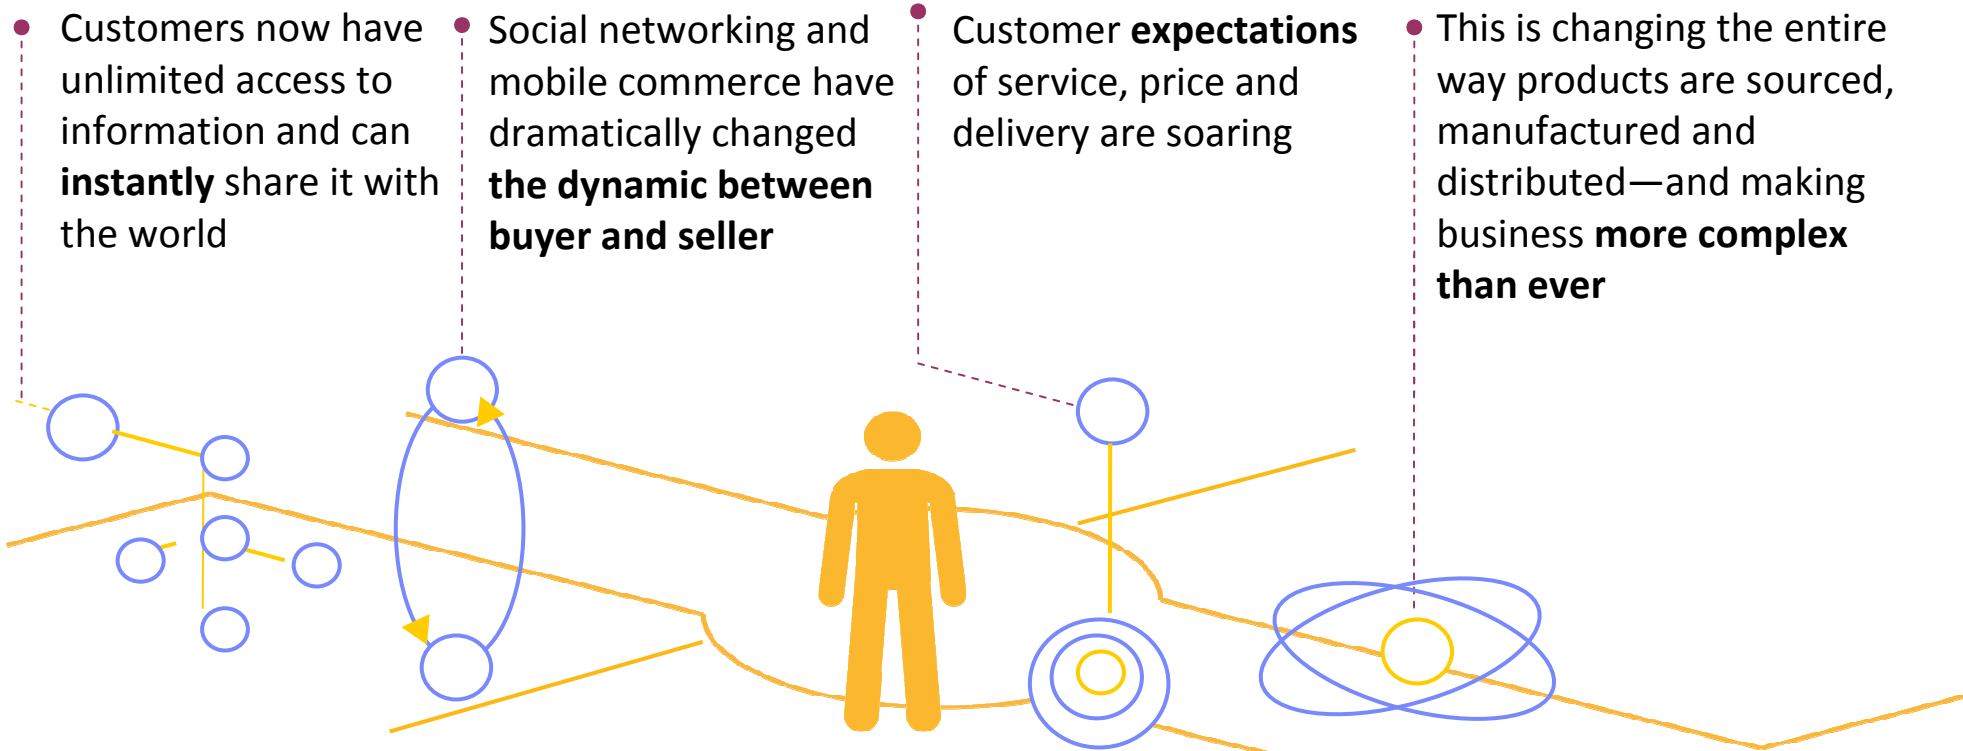 Customers now have
unlimited access to
information and can
instantly share it with
the world
Social networking and
mobile commerce have
dramatically changed
the dynamic between
buyer and seller
Customer expectations
of service, price and
delivery are soaring
This is changing the entire
way products are sourced,
manufactured and
distributed—and making
business more complex
than ever